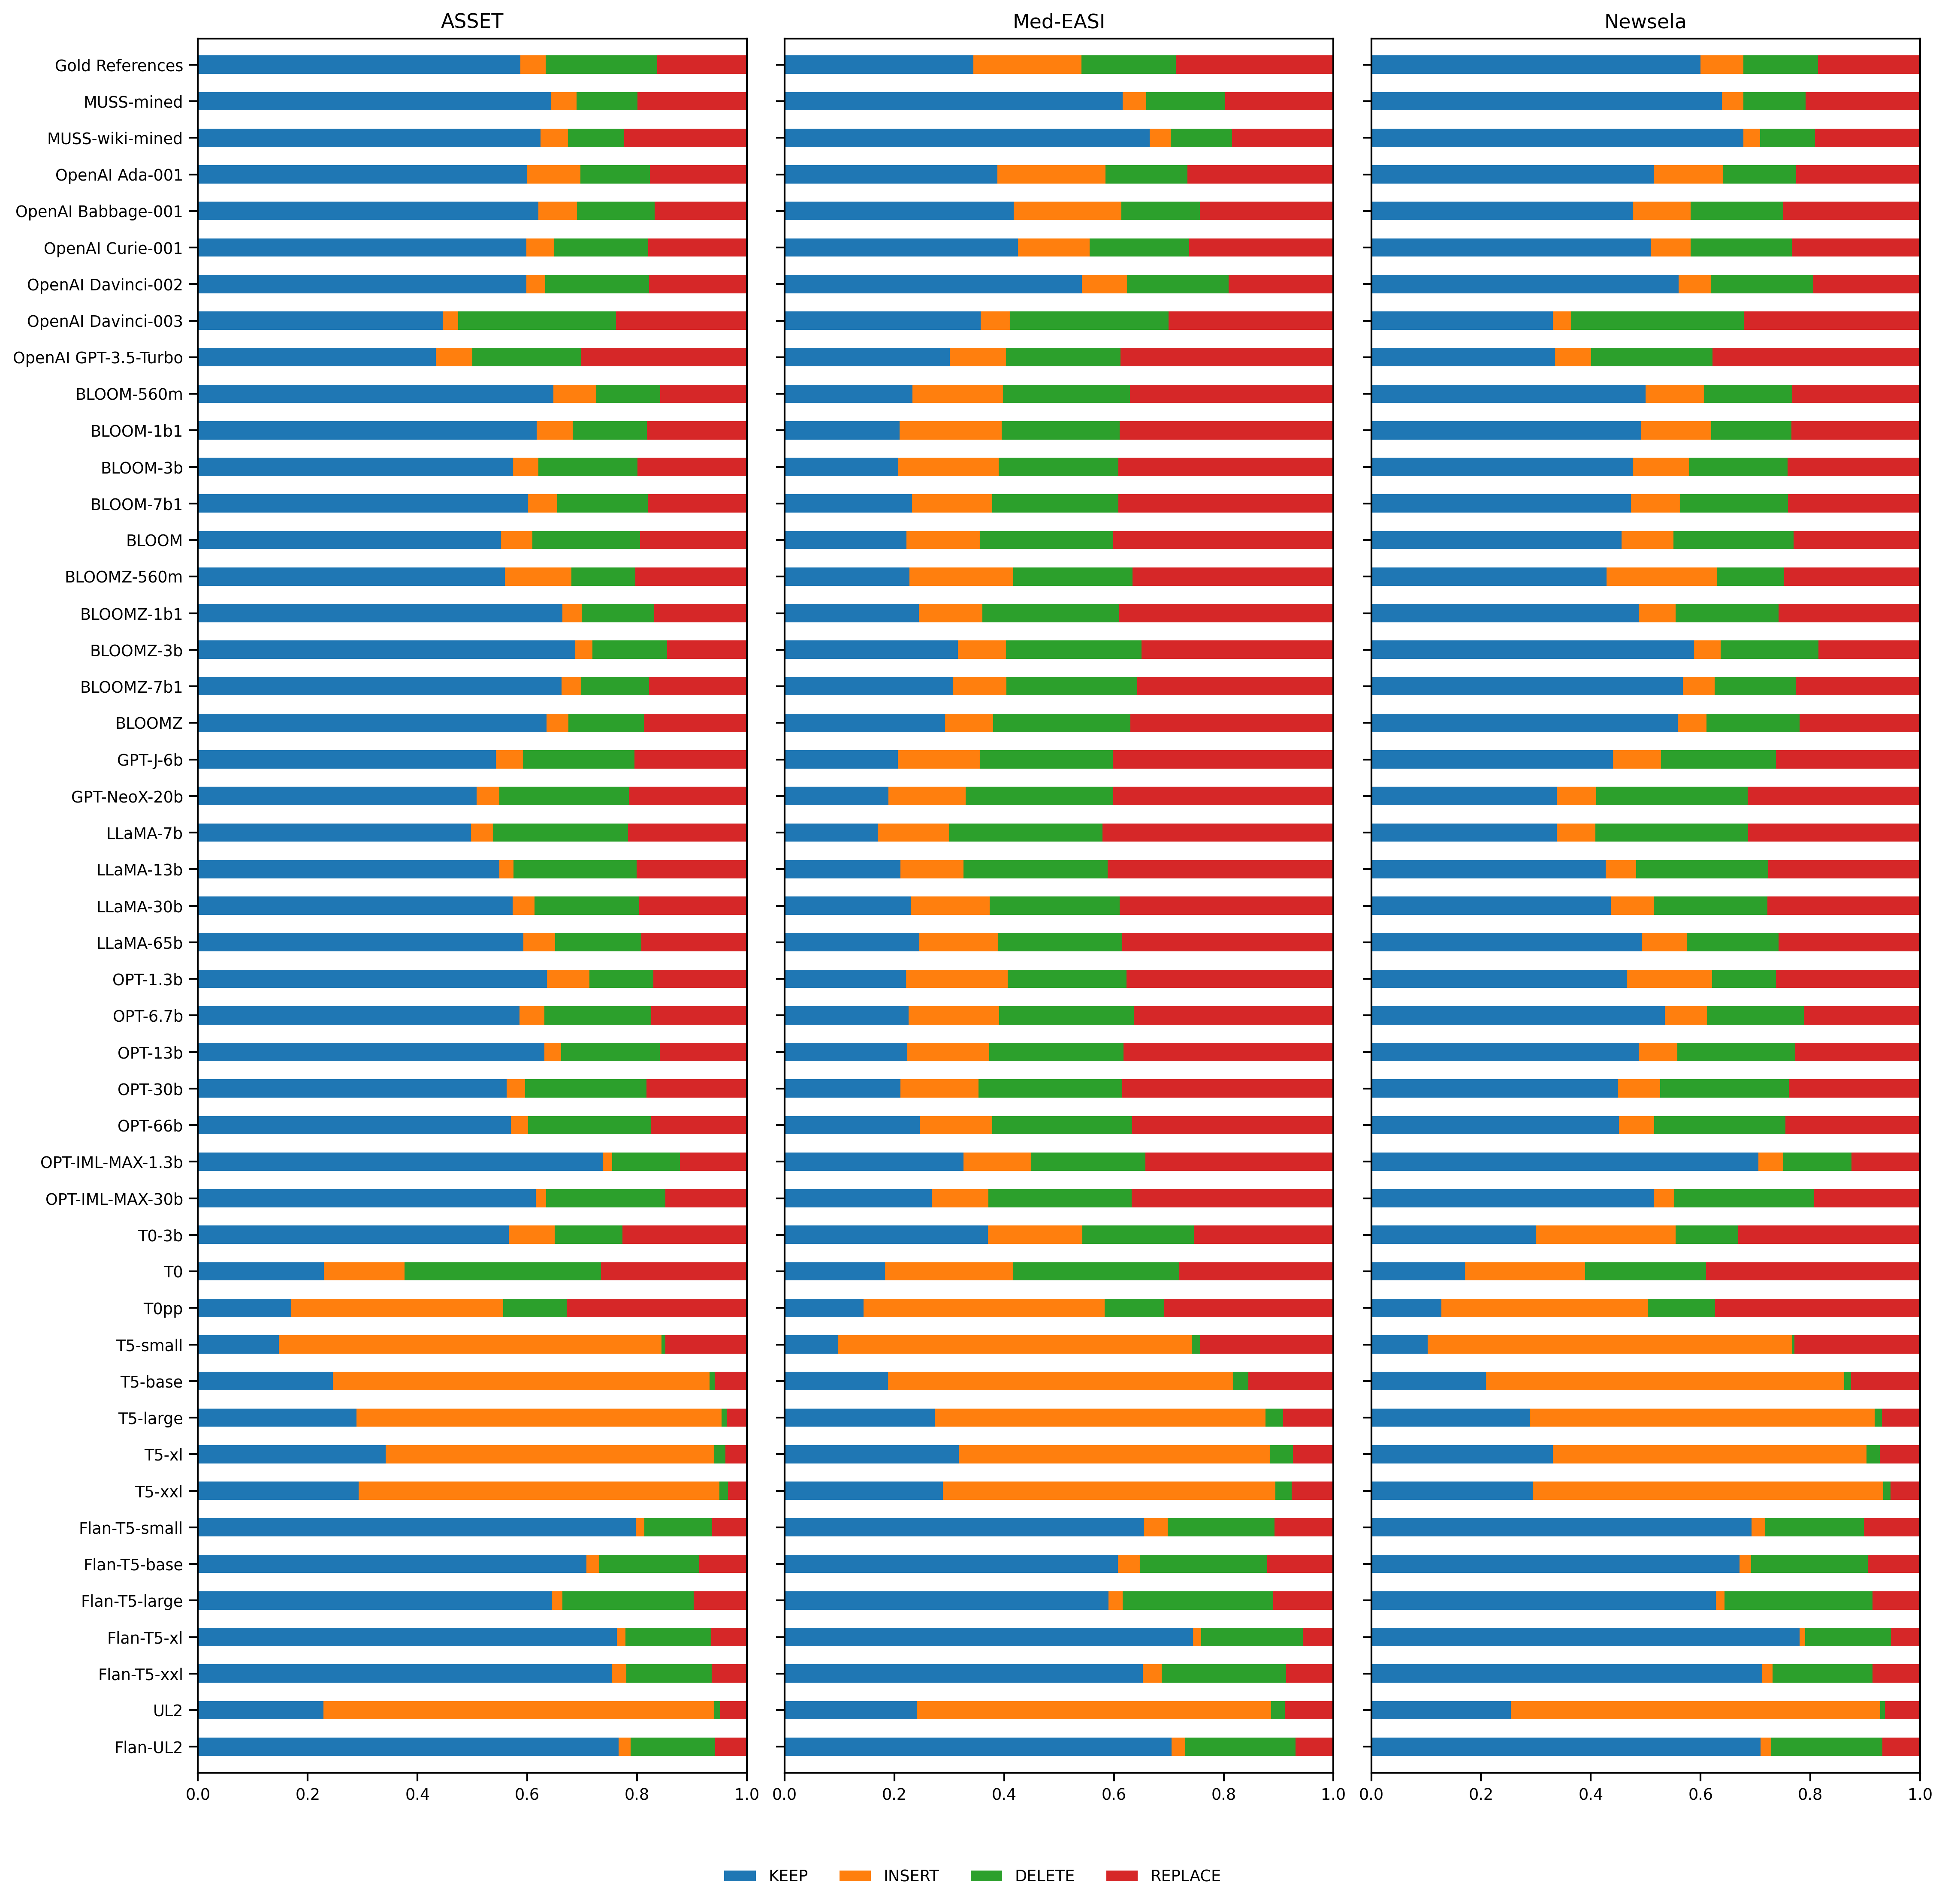 ASSET Med-EASI Newsela
Gold References
MUSS-mined
MUSS-wiki-mined
OpenAI Ada-001
OpenAI Babbage-001
OpenAI Curie-001
OpenAI Davinci-002
OpenAI Davinci-003
OpenAI GPT-3.5-Turbo
BLOOM-560m
BLOOM-1b1
BLOOM-3b
BLOOM-7b1
BLOOM
BLOOMZ-560m
BLOOMZ-1b1
BLOOMZ-3b
BLOOMZ-7b1
BLOOMZ
GPT-J-6b
GPT-NeoX-20b
LLaMA-7b
LLaMA-13b
LLaMA-30b
LLaMA-65b
OPT-1.3b
OPT-6.7b
OPT-13b
OPT-30b
OPT-66b
OPT-IML-MAX-1.3b
OPT-IML-MAX-30b
T0-3b
T0
T0pp
T5-small
T5-base
T5-large
T5-xl
T5-xxl
Flan-T5-small
Flan-T5-base
Flan-T5-large
Flan-T5-xl
Flan-T5-xxl
UL2
Flan-UL2
0.0 0.2 0.4 0.6 0.8 1.0 0.0 0.2 0.4 0.6 0.8 1.0 0.0 0.2 0.4 0.6 0.8 1.0
KEEP INSERT DELETE REPLACE